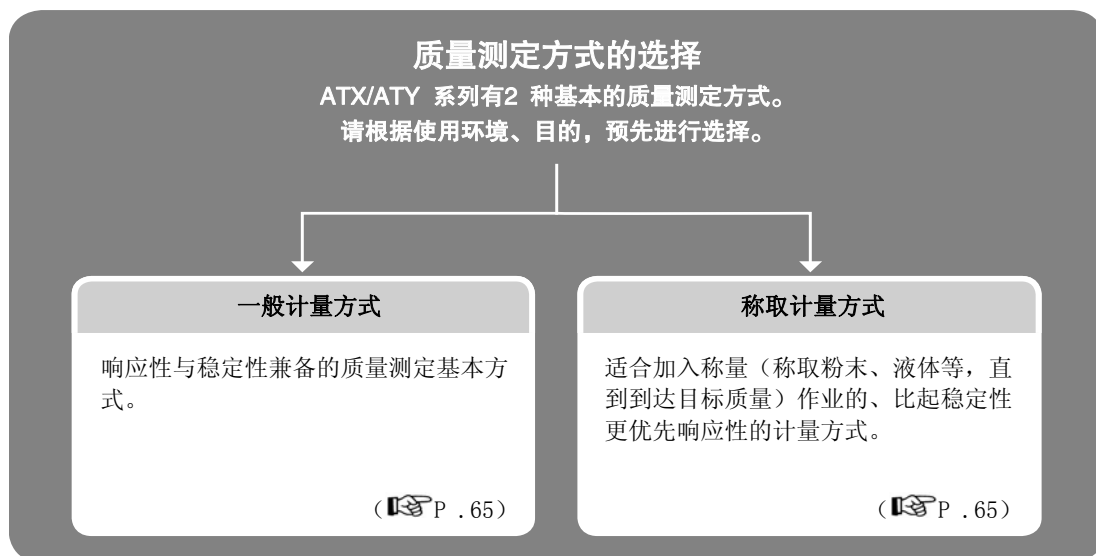 质量测定方式的选择
ATX/ATY 系列有2 种基本的质量测定方式。
请根据使用环境、目的，预先进行选择。
一般计量方式
响应性与稳定性兼备的质量测定基本方
式。
（☞P .65）
称取计量方式
适合加入称量（称取粉末、液体等，直
到到达目标质量）作业的、比起稳定性
更优先响应性的计量方式。
（☞P .65）